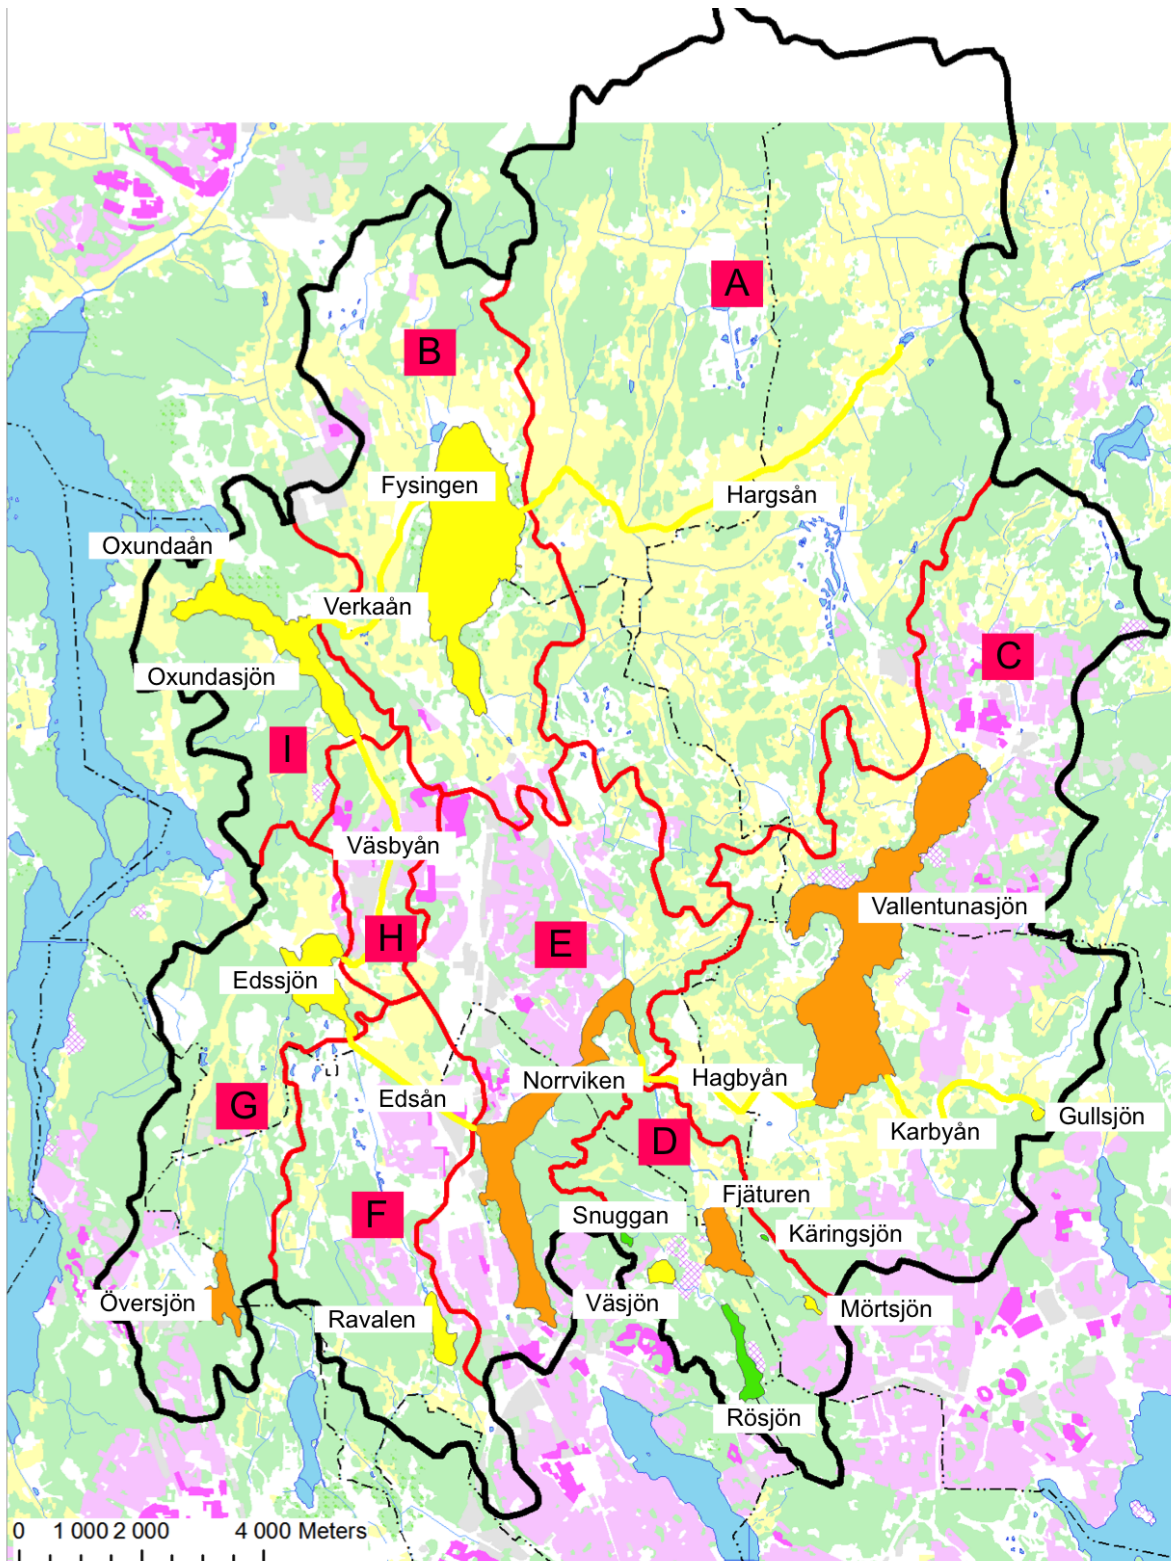 A
B
Fysingen
Hargsån
Oxundaån
Verkaån
C
Oxundasjön
I
Väsbyån
Vallentunasjön
H
E
Edssjön
Norrviken
Hagbyån
Edsån
G
Gullsjön
Karbyån
D
Fjäturen
F
Snuggan
Käringsjön
Översjön
Väsjön
Mörtsjön
Ravalen
Rösjön
0 1 000 2 000 4 000 Meters